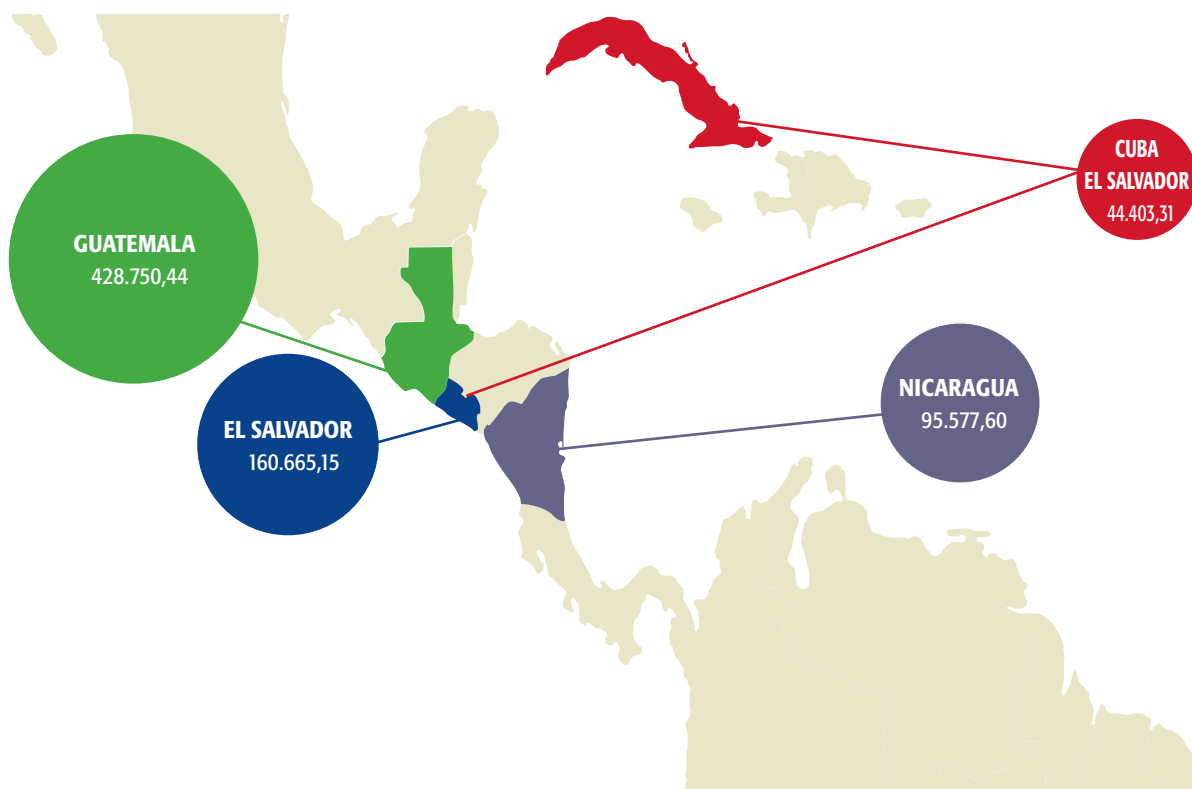 CUBA
EL SALVADOR
44.403,31
GUATEMALA
428.750,44
NICARAGUA
95.577,60
EL SALVADOR
160.665,15